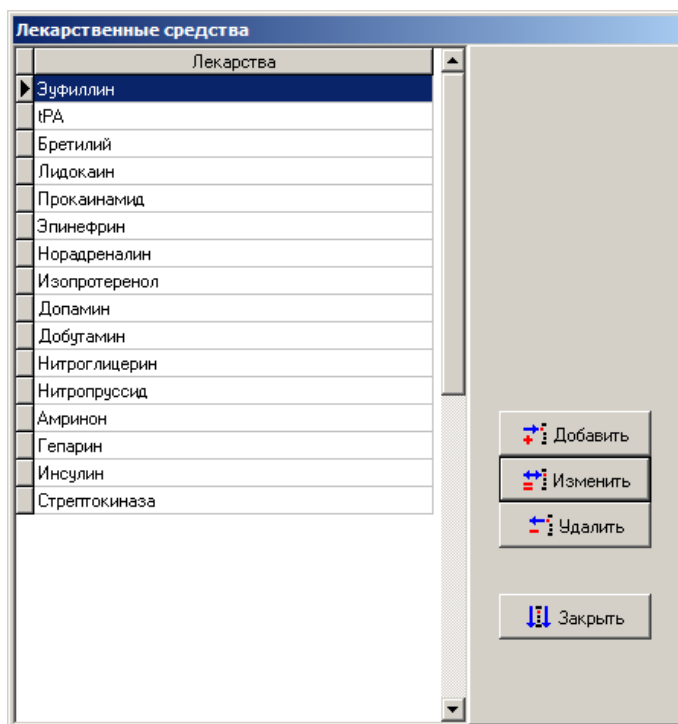 Лекарственные средства
Лекарства
Эуфиллин
tPA
Бретилий
Лидокаин
Прокаинамид
Эпинефрин
Норадреналин
Изопротеренол
Допамин
Добутамин
Нитроглицерин
Нитропруссид
Амринон
Гепарин
Инсулин
Стрептокиназа
Добавить
Изменить
Удалить
Закрыть